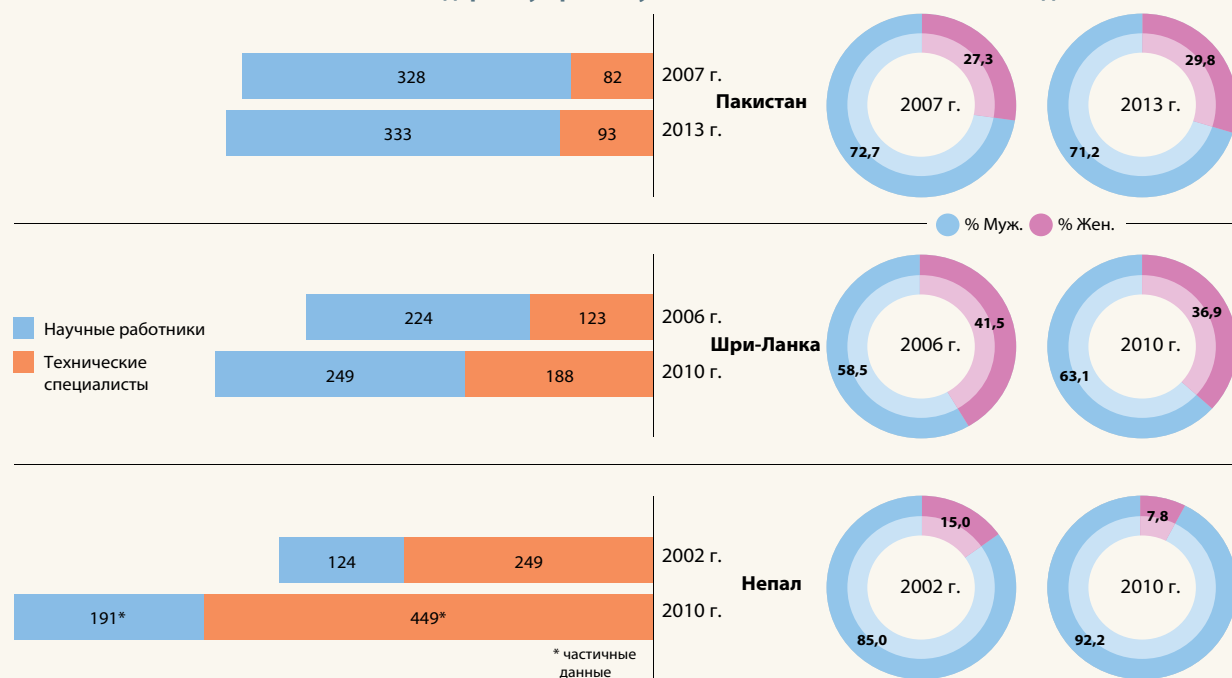 328
82
2007 г.
333
93
2013 г.
Пакистан
27,3
2007 г.
72,7
29,8
2013 г.
71,2
% Муж.
% Жен.
Научные работники
Технические
специалисты
224
123
2006 г.
249
188
2010 г.
Шри-Ланка
41,5
2006 г.
58,5
36,9
2010 г.
63,1
124
249
2002 г.
191*
449*
2010 г.
* частичные
данные
Непал
15,0
2002 г.
85,0
7,8
2010 г.
92,2